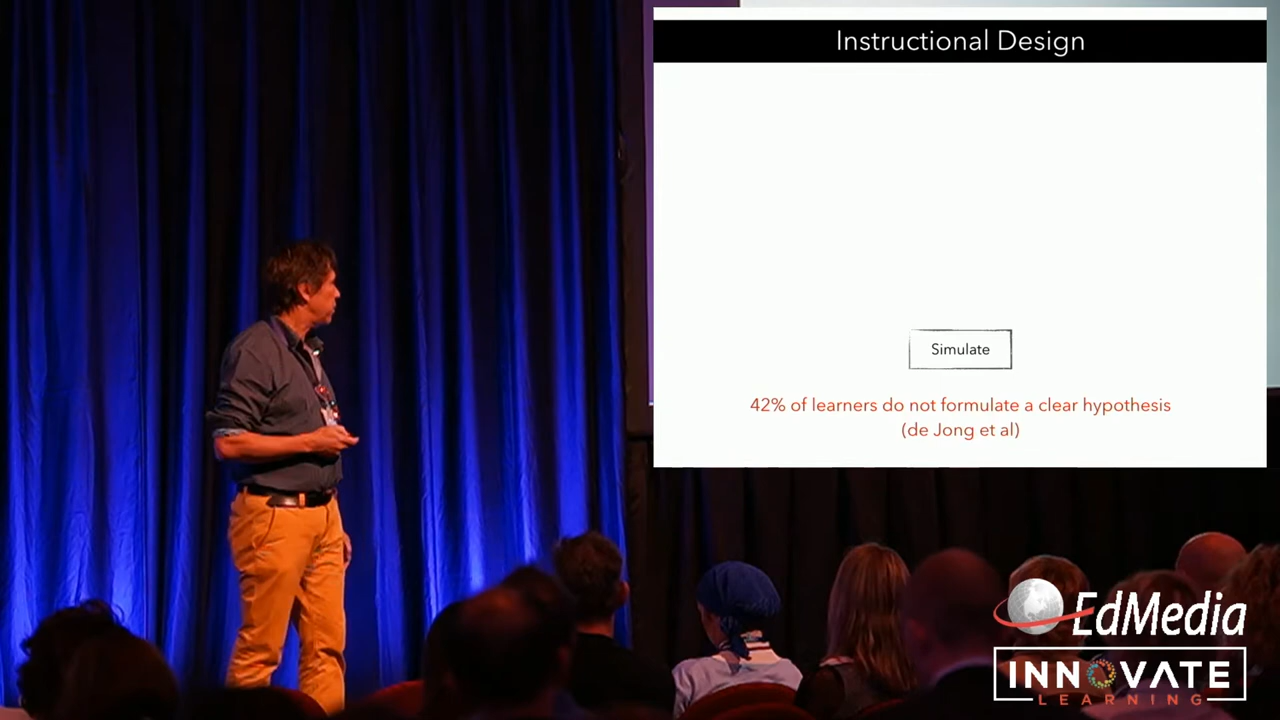 Instructional Design
Simulate
42% of learners do not formulate a clear hypothesis
(de Jong et al)
EdMedia
INNOVATE
LEARNING